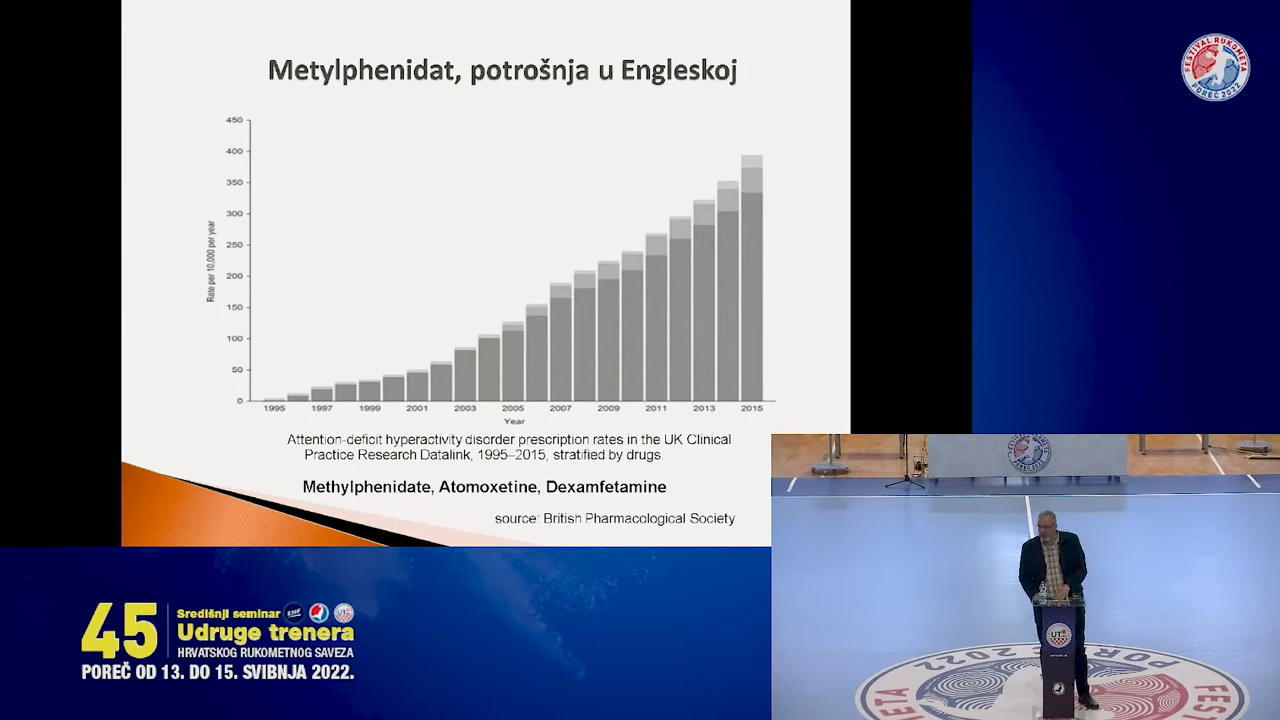 Metylphenidat, potrošnja u Engleskoj
450
400
350
300
250
200
150
100
50
0
Rate per 10,000 per year
1995 1997 1999 2001 2003 2005 2007 2009 2011 2013 2015
Year
Attention-deficit hyperactivity disorder prescription rates in the UK Clinical
Practice Research Datalink, 1995–2015, stratified by drugs.
Methylphenidate, Atomoxetine, Dexamfetamine
source: British Pharmacological Society
FESTIVAL RUKOMETA
POREČ 2022
45
Središnji seminar
Udruge trenera
HRVATSKOG RUKOMETNOG SAVEZA
POREČ OD 13. DO 15. SVIBNJA 2022.
POREČ 2022